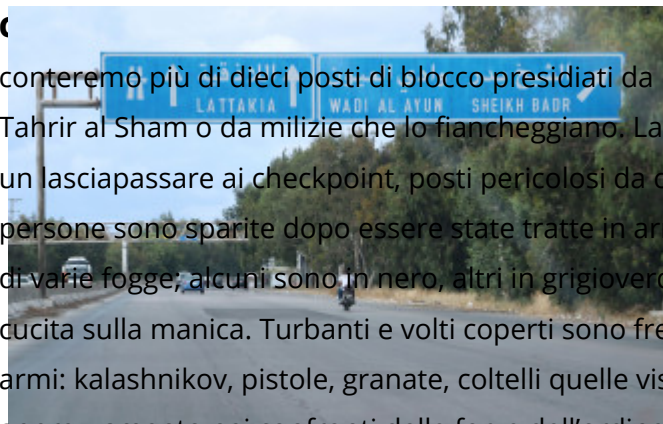 LATTAKIA WADI AL AYUN SHEIKH BADR
conteremo più di dieci posti di blocco presidiati da
Tahrir al Sham o da milizie che lo fiancheggiano. La
un lasciapassare ai checkpoint, posti pericolosi da
persone sono sparite dopo essere state tratte in ar
di varie fogge; alcuni sono in nero, altri in grigioverd
cucita sulla manica. Turbanti e volti coperti sono fre
armi: kalashnikov, pistole, granate, coltelli quelle vis